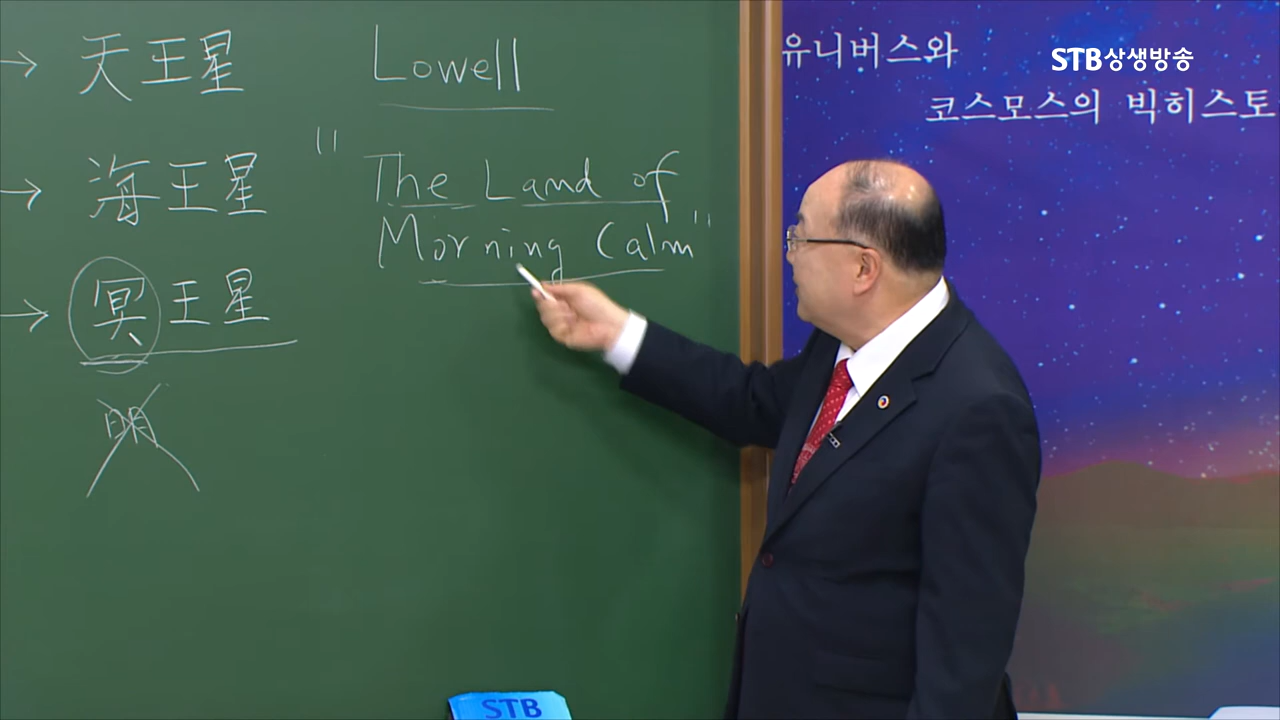 → 天王星
→ 海王星
→ 冥王星
明
Lowell
"The Land of
Morning Calm"
유니버스와
코스모스의 빅히스토
STB상생방송
STB